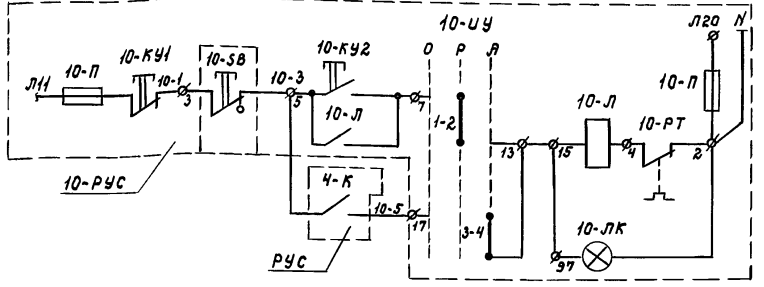 10-ИУ
О Р А
Л20 N
10-КУ1
10-SB
10-КУ2
10-П
Л11
10-1
3
10-3
5
7
10-Л
1-2
10-П
10-Л
10-РТ
13
15
4
2
10-РУС
4-К
10-5
17
3-4
10-ЛК
97
РУС